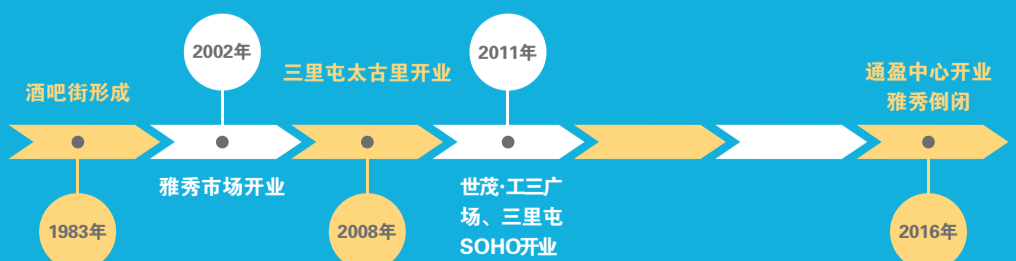 酒吧街形成
1983年
2002年
雅秀市场开业
三里屯太古里开业
2008年
2011年
世茂·工三广
场、三里屯
SOHO开业
通盈中心开业
雅秀倒闭
2016年